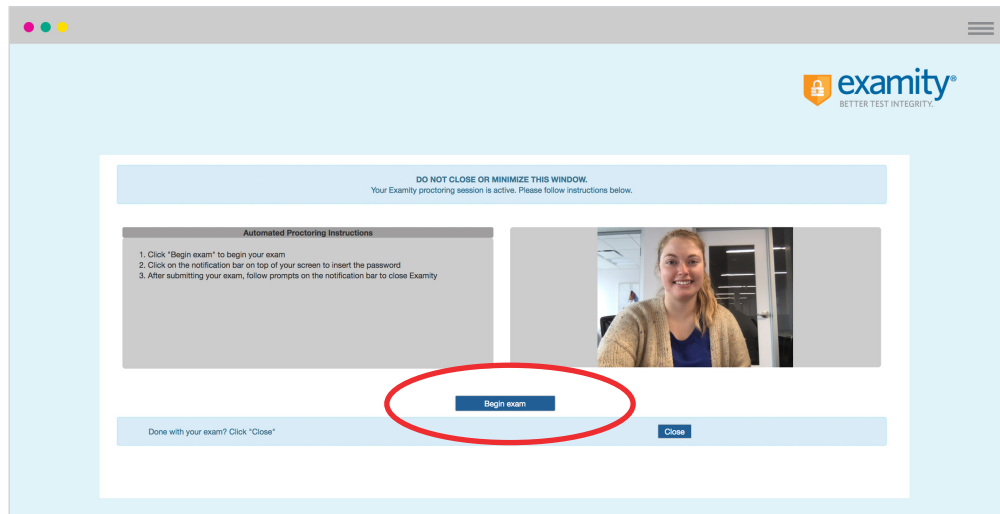 examity®
BETTER TEST INTEGRITY.
DO NOT CLOSE OR MINIMIZE THIS WINDOW.
Your Examity proctoring session is active. Please follow instructions below.
Automated Proctoring Instructions
1. Click "Begin exam" to begin your exam
2. Click on the notification bar on top of your screen to insert the password
3. After submitting your exam, follow prompts on the notification bar to close Examity
Begin exam
Done with your exam? Click "Close"
Close